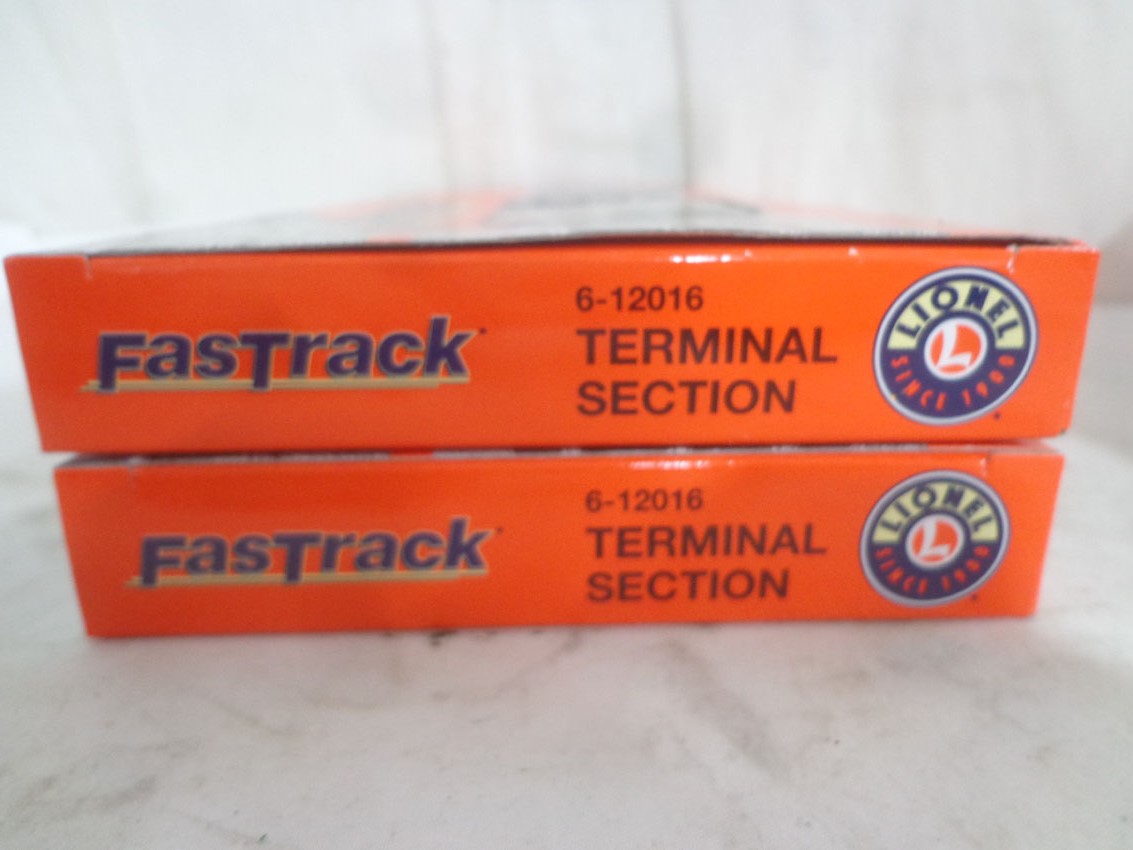 FasTrack
6-12016
TERMINAL
SECTION
LIONEL
L
SINCE 1900
FasTrack
6-12016
TERMINAL
SECTION
LIONEL
L
SINCE 1900